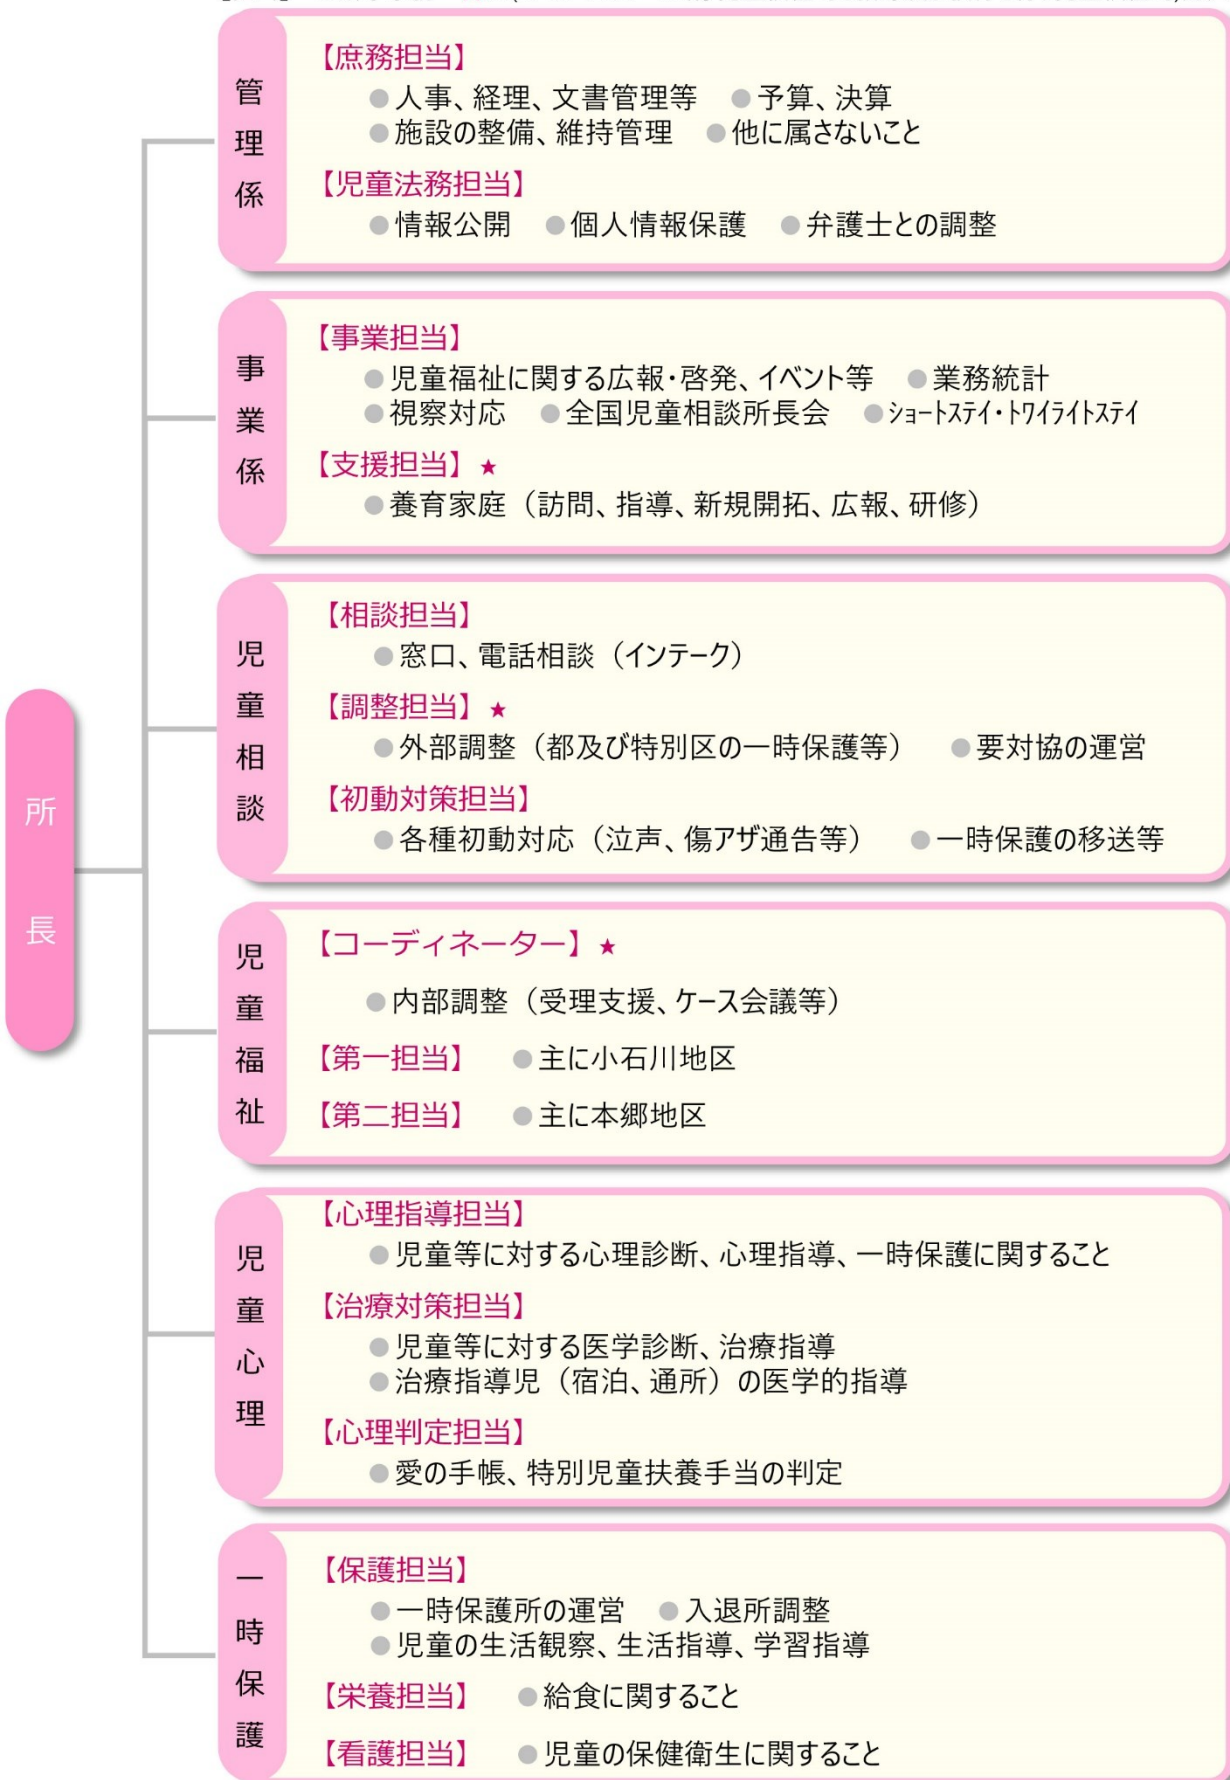 所長
管理係
【庶務担当】
●人事、経理、文書管理等 ●予算、決算
●施設の整備、維持管理 ●他に属さないこと
【児童法務担当】
●情報公開 ●個人情報保護 ●弁護士との調整
事業係
【事業担当】
●児童福祉に関する広報・啓発、イベント等 ●業務統計
●視察対応 ●全国児童相談所長会 ●ショートステイ・トワイライトステイ
【支援担当】★
●養育家庭（訪問、指導、新規開拓、広報、研修）
児童相談
【相談担当】
●窓口、電話相談（インテーク）
【調整担当】★
●外部調整（都及び特別区の一時保護等） ●要対協の運営
【初動対策担当】
●各種初動対応（泣声、傷アザ通告等） ●一時保護の移送等
児童福祉
【コーディネーター】★
●内部調整（受理支援、ケース会議等）
【第一担当】 ●主に小石川地区
【第二担当】 ●主に本郷地区
児童心理
【心理指導担当】
●児童等に対する心理診断、心理指導、一時保護に関すること
【治療対策担当】
●児童等に対する医学診断、治療指導
●治療指導児（宿泊、通所）の医学的指導
【心理判定担当】
●愛の手帳、特別児童扶養手当の判定
一時保護
【保護担当】
●一時保護所の運営 ●入退所調整
●児童の生活観察、生活指導、学習指導
【栄養担当】 ●給食に関すること
【看護担当】 ●児童の保健衛生に関すること